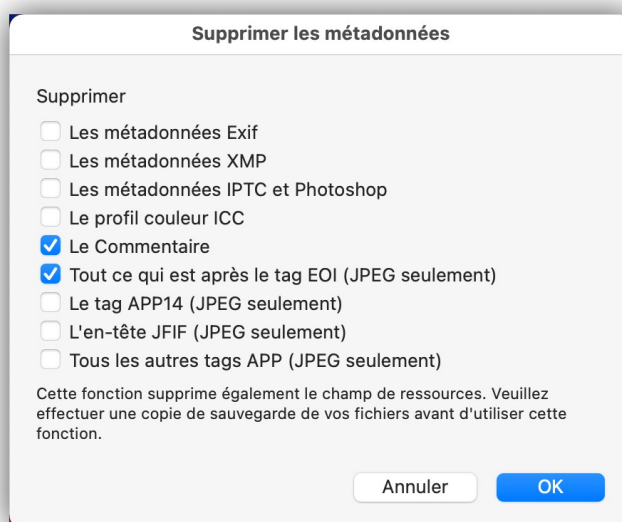 Supprimer les métadonnées
Supprimer
Les métadonnées Exif
Les métadonnées XMP
Les métadonnées IPTC et Photoshop
Le profil couleur ICC
Le Commentaire
Tout ce qui est après le tag EOI (JPEG seulement)
Le tag APP14 (JPEG seulement)
L'en-tête JFIF (JPEG seulement)
Tous les autres tags APP (JPEG seulement)
Cette fonction supprime également le champ de ressources. Veuillez
effectuer une copie de sauvegarde de vos fichiers avant d'utiliser cette
fonction.
Annuler
OK